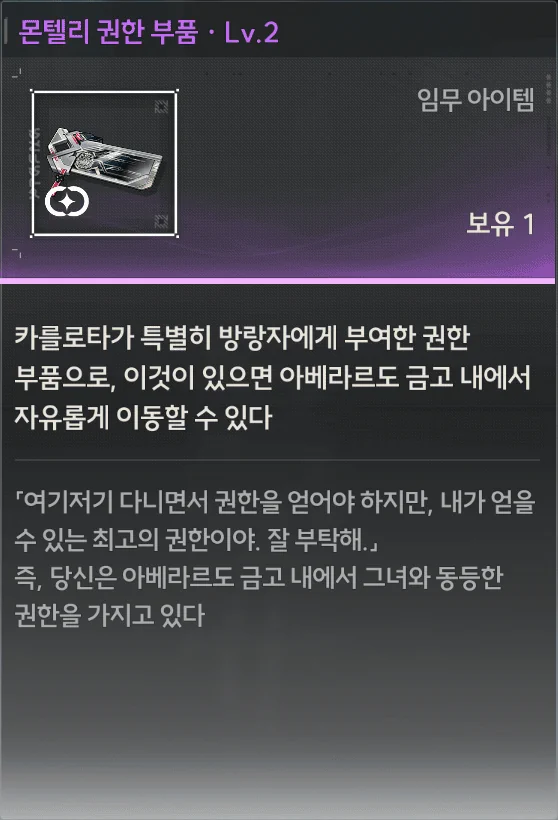 몬텔리 권한 부품 · Lv.2
임무 아이템
보유 1
카를로타가 특별히 방랑자에게 부여한 권한
부품으로, 이것이 있으면 아베라르도 금고 내에서
자유롭게 이동할 수 있다
「여기저기 다니면서 권한을 얻어야 하지만, 내가 얻을
수 있는 최고의 권한이야. 잘 부탁해.」
즉, 당신은 아베라르도 금고 내에서 그녀와 동등한
권한을 가지고 있다